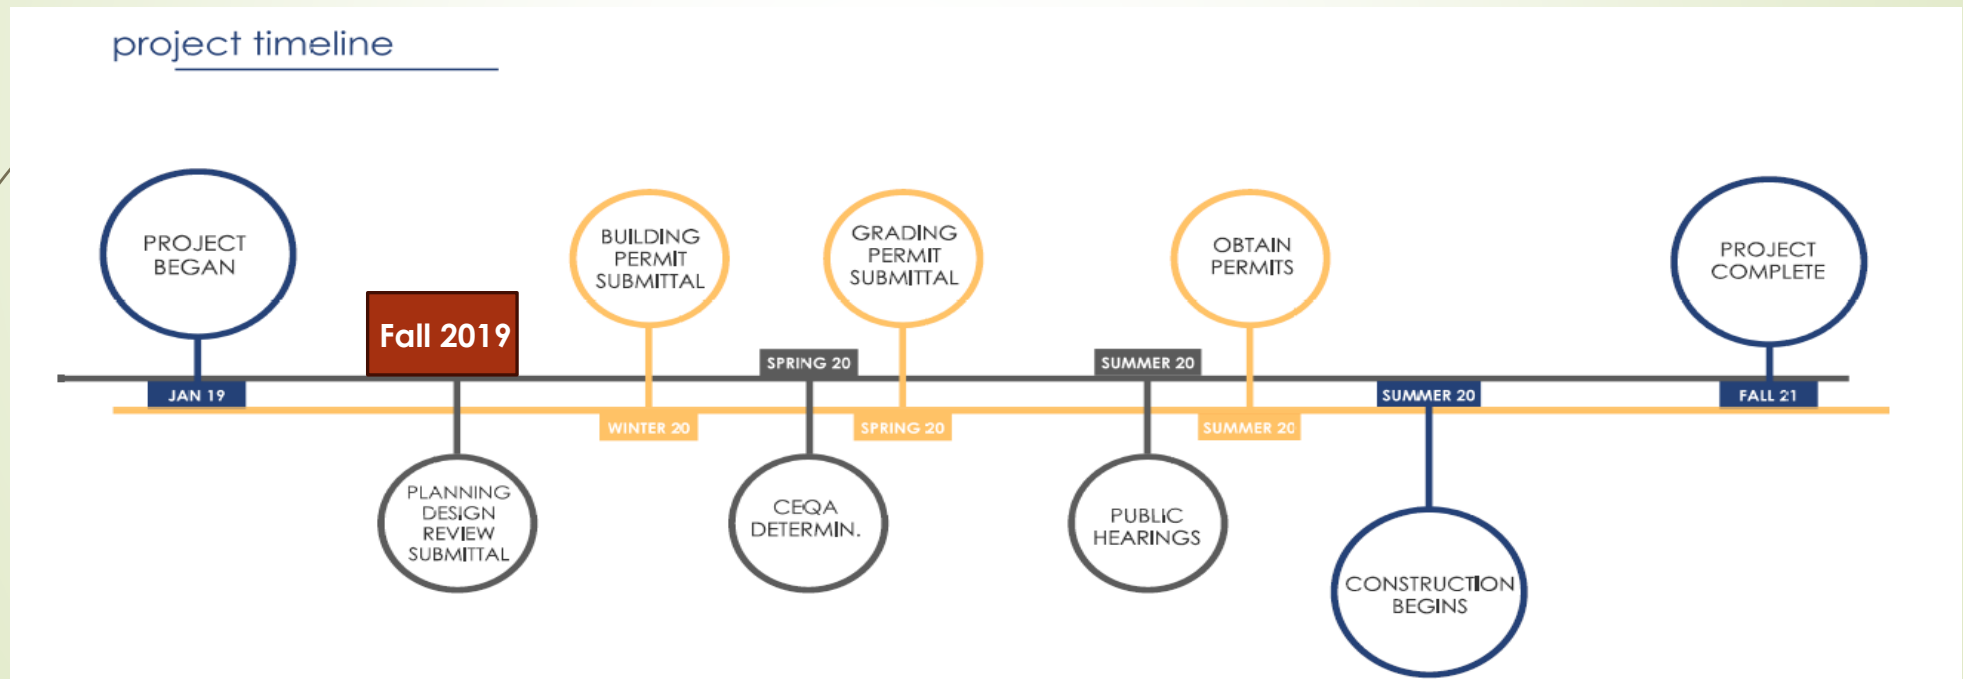 project timeline
PROJECT
BEGAN
JAN 19
Fall 2019
PLANNING
DESIGN
REVIEW
SUBMITTAL
BUILDING
PERMIT
SUBMITTAL
WINTER 20
SPRING 20
CEQA
DETERMIN.
GRADING
PERMIT
SUBMITTAL
SPRING 20
SUMMER 20
PUBLIC
HEARINGS
OBTAIN
PERMITS
SUMMER 20
SUMMER 20
CONSTRUCTION
BEGINS
PROJECT
COMPLETE
FALL 21